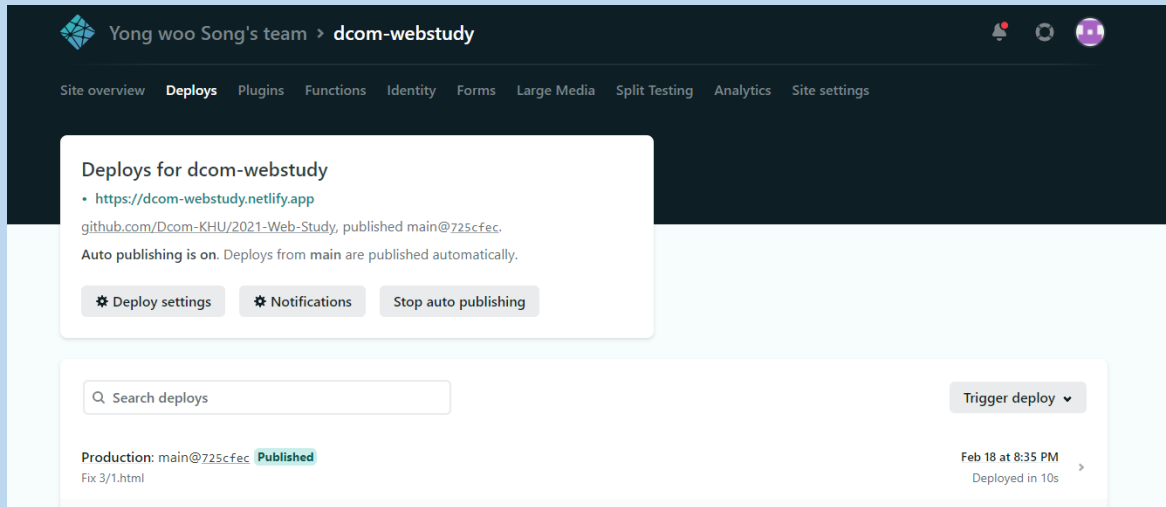 Yong woo Song's team > dcom-webstudy
Site overview Deploys Plugins Functions Identity Forms Large Media Split Testing Analytics Site settings
Deploys for dcom-webstudy
• https://dcom-webstudy.netlify.app
github.com/Dcom-KHU/2021-Web-Study, published main@725cfec.
Auto publishing is on. Deploys from main are published automatically.
Deploy settings Notifications Stop auto publishing
Search deploys Trigger deploy
Production: main@725cfec Published Feb 18 at 8:35 PM
Fix 3/1.html Deployed in 10s